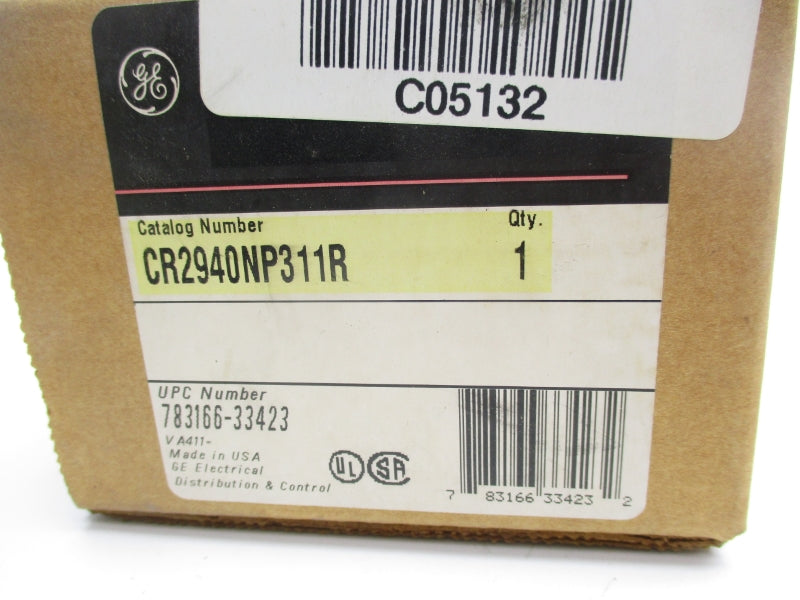 GE
C05132
Catalog Number Qty.
CR2940NP311R 1
UPC Number
783166-33423
VA411-
Made in USA
GE Electrical
Distribution & Control
UL SA
7 83166 33423 2